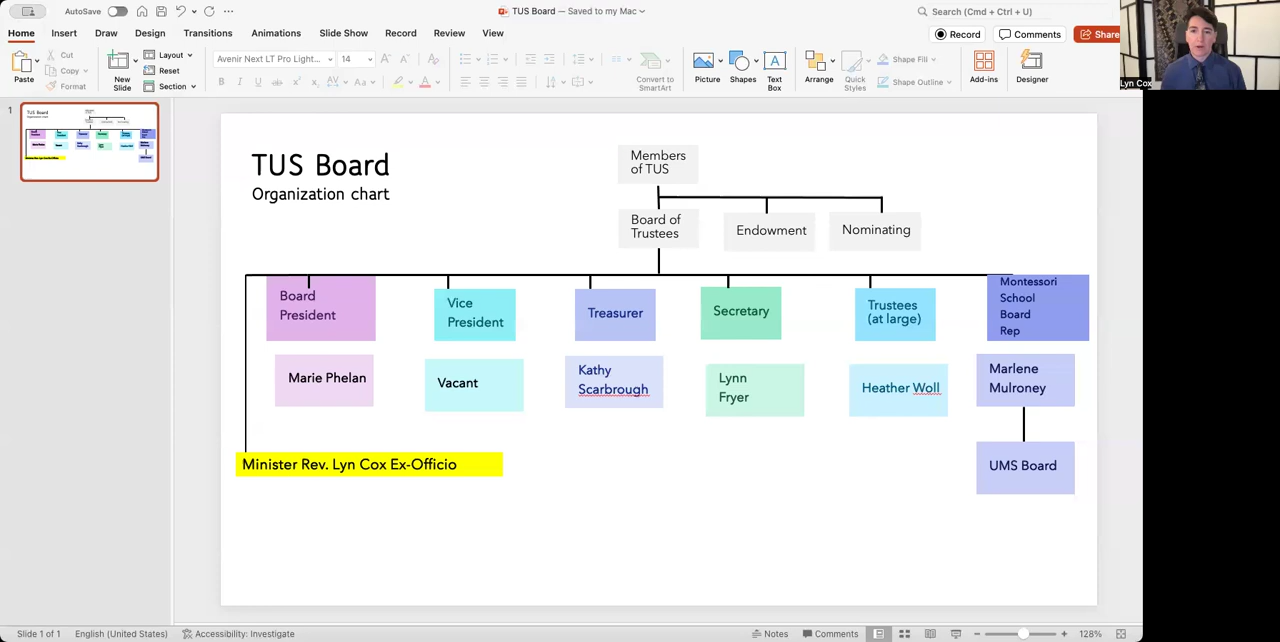 AutoSave
TUS Board — Saved to my Mac
Search (Cmd + Ctrl + U)
Home Insert Draw Design Transitions Animations Slide Show Record Review View
Record Comments Share
Paste
Cut
Copy
Format
New
Slide
Layout
Reset
Section
Avenir Next LT Pro Light... 14
Convert to
SmartArt
Picture
Shapes
Text
Box
Arrange
Quick
Styles
Shape Fill
Shape Outline
Add-ins
Designer
Lyn Cox
1
TUS Board
Organization chart
Members
of TUS
Board of
Trustees
Endowment
Nominating
Board
President
Vice
President
Treasurer
Secretary
Trustees
(at large)
Montessori
School
Board
Rep
Marie Phelan
Vacant
Kathy
Scarbrough
Lynn
Fryer
Heather Woll
Marlene
Mulroney
Minister Rev. Lyn Cox Ex-Officio
UMS Board
Slide 1 of 1 English (United States) Accessibility: Investigate
Notes Comments 128%